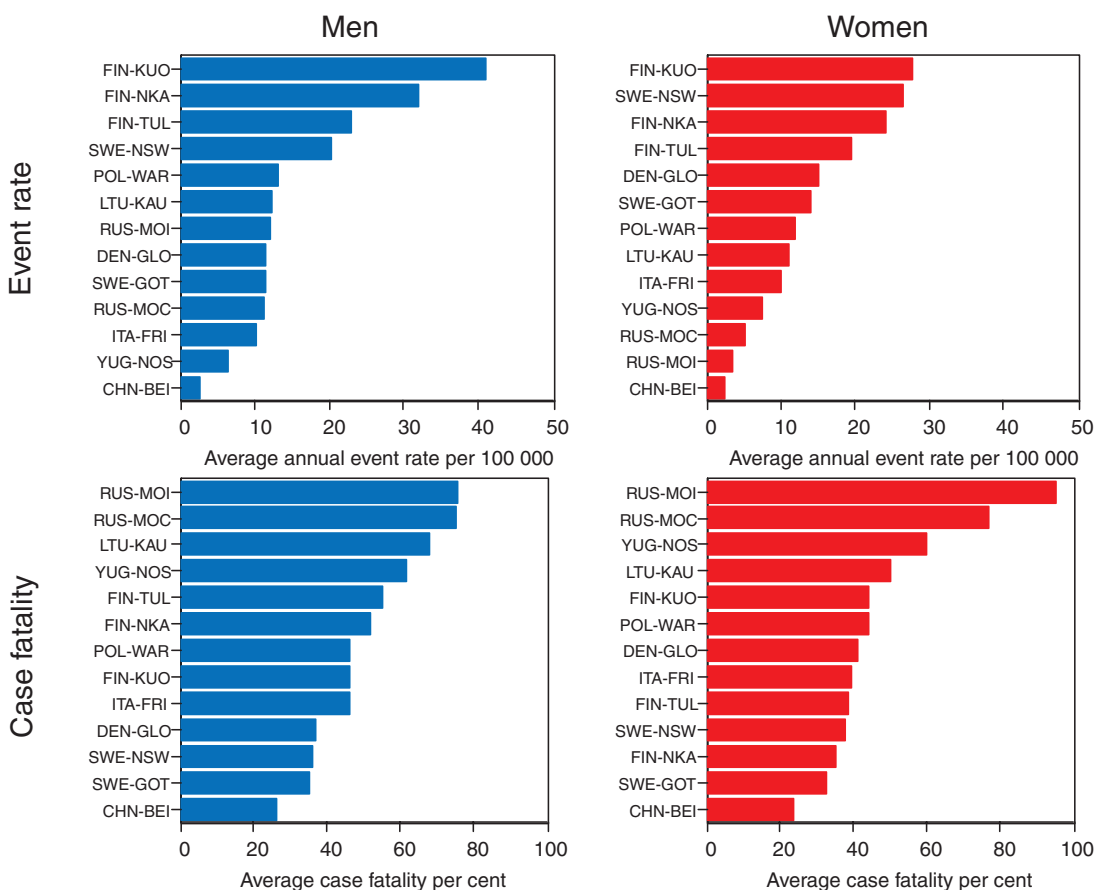 Men
Women
Event rate
FIN-KUO
FIN-NKA
FIN-TUL
SWE-NSW
POL-WAR
LTU-KAU
RUS-MOI
DEN-GLO
SWE-GOT
RUS-MOC
ITA-FRI
YUG-NOS
CHN-BEI
0 10 20 30 40 50
Average annual event rate per 100 000
FIN-KUO
SWE-NSW
FIN-NKA
FIN-TUL
DEN-GLO
SWE-GOT
POL-WAR
LTU-KAU
ITA-FRI
YUG-NOS
RUS-MOC
RUS-MOI
CHN-BEI
0 10 20 30 40 50
Average annual event rate per 100 000
Case fatality
RUS-MOI
RUS-MOC
LTU-KAU
YUG-NOS
FIN-TUL
FIN-NKA
POL-WAR
FIN-KUO
ITA-FRI
DEN-GLO
SWE-NSW
SWE-GOT
CHN-BEI
0 20 40 60 80 100
Average case fatality per cent
RUS-MOI
RUS-MOC
YUG-NOS
LTU-KAU
FIN-KUO
POL-WAR
DEN-GLO
ITA-FRI
FIN-TUL
SWE-NSW
FIN-NKA
SWE-GOT
CHN-BEI
0 20 40 60 80 100
Average case fatality per cent